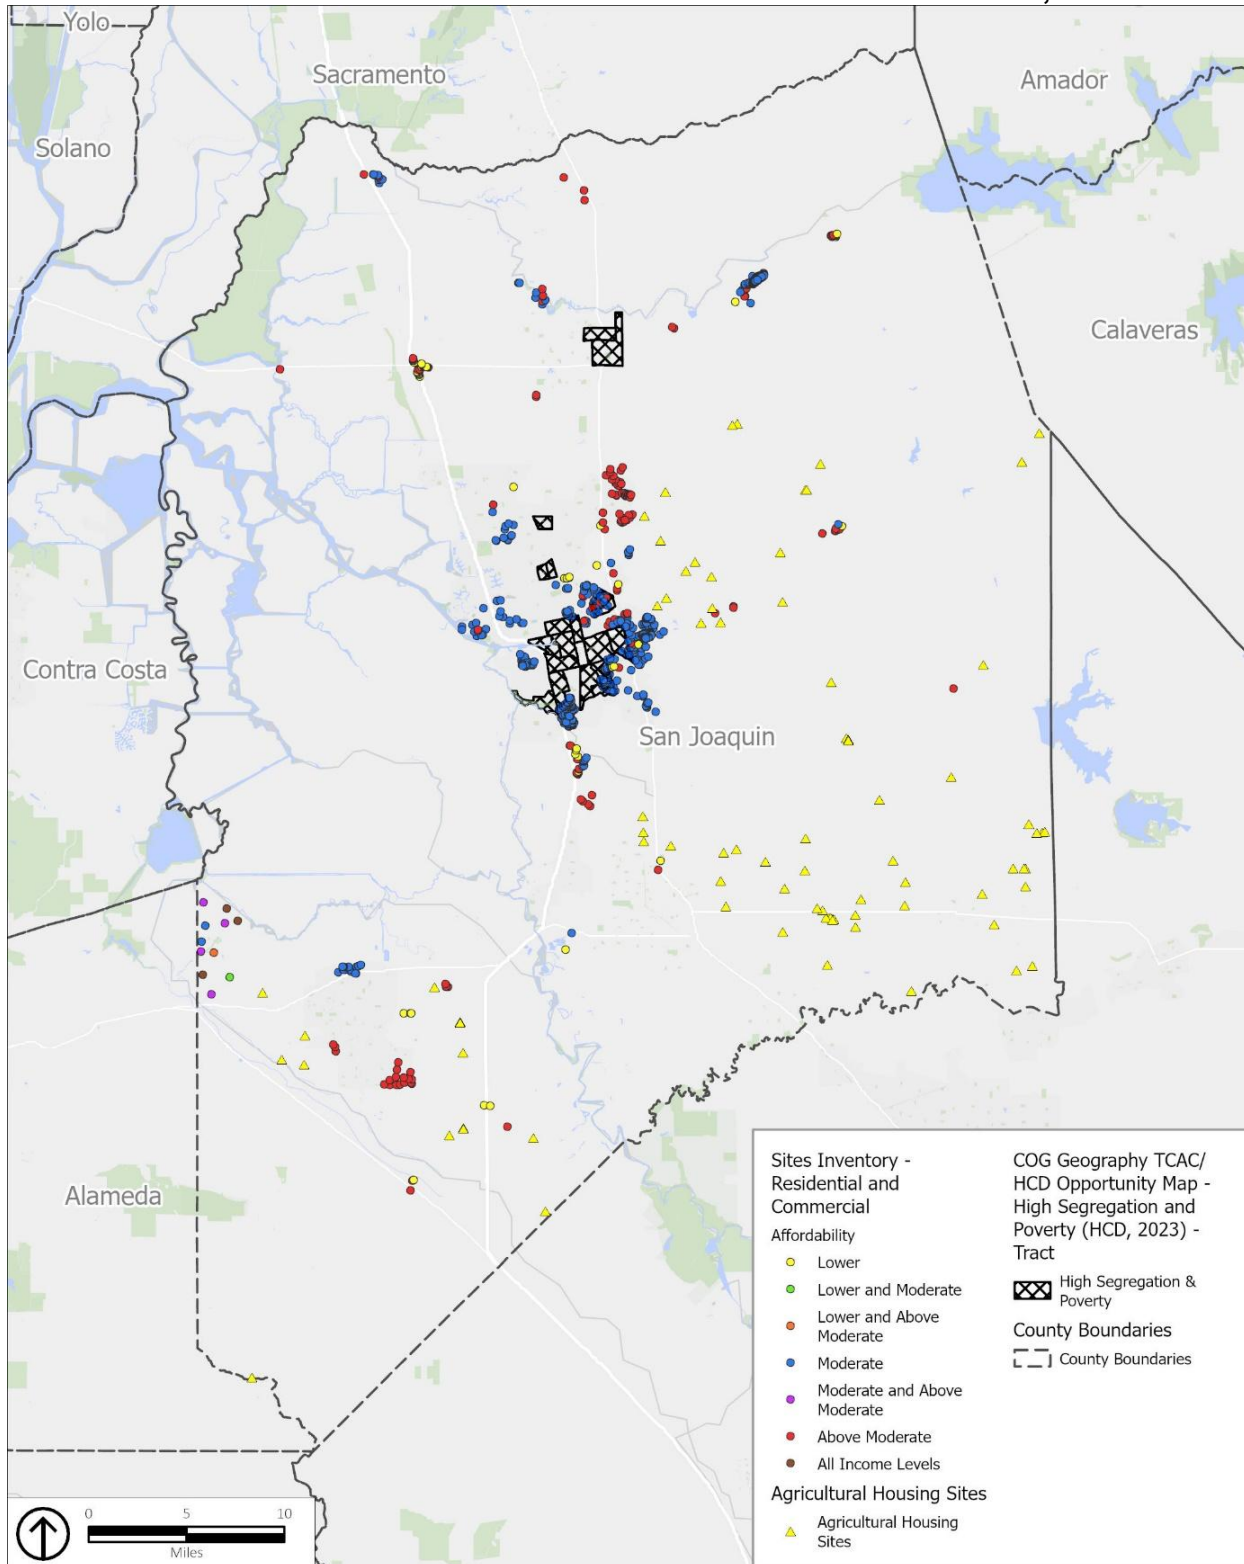 Yolo
Sacramento
Amador
Solano
Calaveras
Contra Costa
San Joaquin
Alameda
Sites Inventory -
Residential and
Commercial
Affordability
Lower
Lower and Moderate
Lower and Above
Moderate
Moderate
Moderate and Above
Moderate
Above Moderate
All Income Levels
Agricultural Housing Sites
Agricultural Housing
Sites
COG Geography TCAC/
HCD Opportunity Map -
High Segregation and
Poverty (HCD, 2023) -
Tract
High Segregation &
Poverty
County Boundaries
County Boundaries
0 5 10
Miles